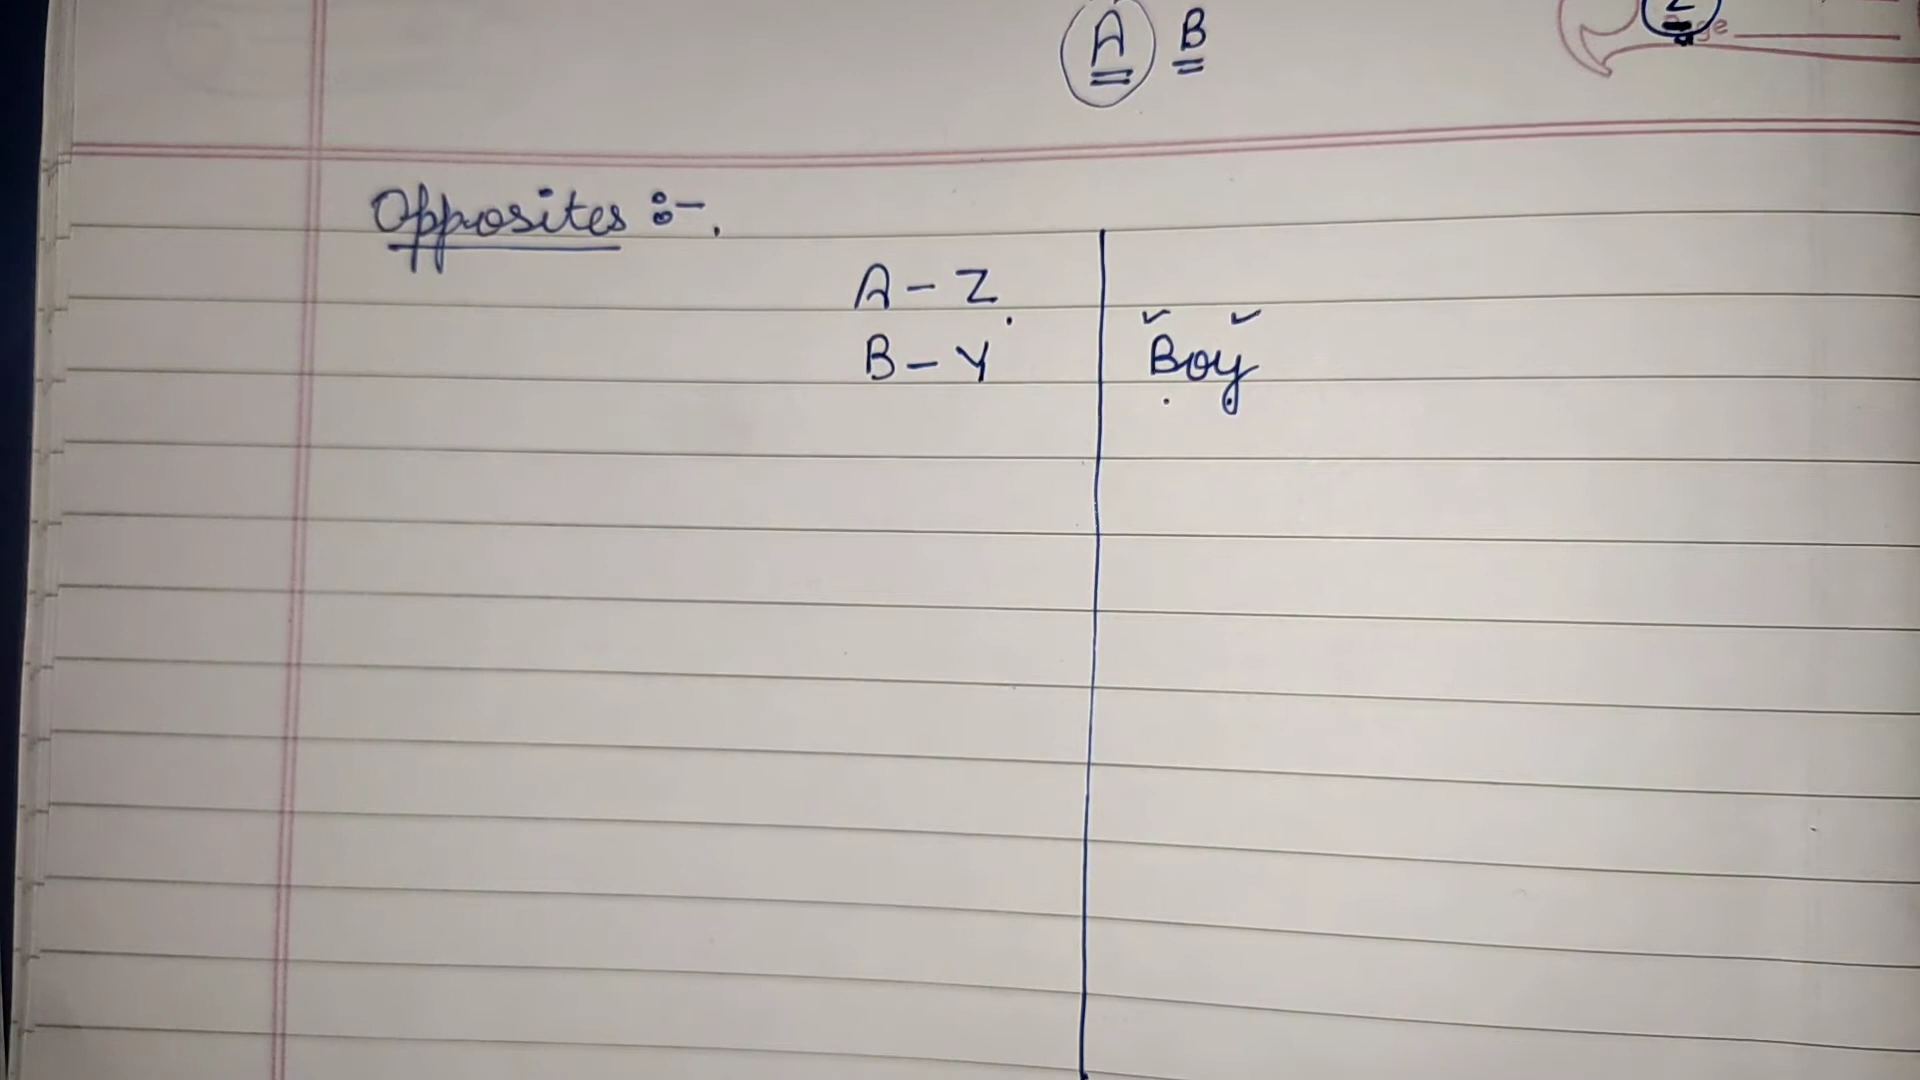 A B
Z
Opposites :-
A - Z
B - Y Boy